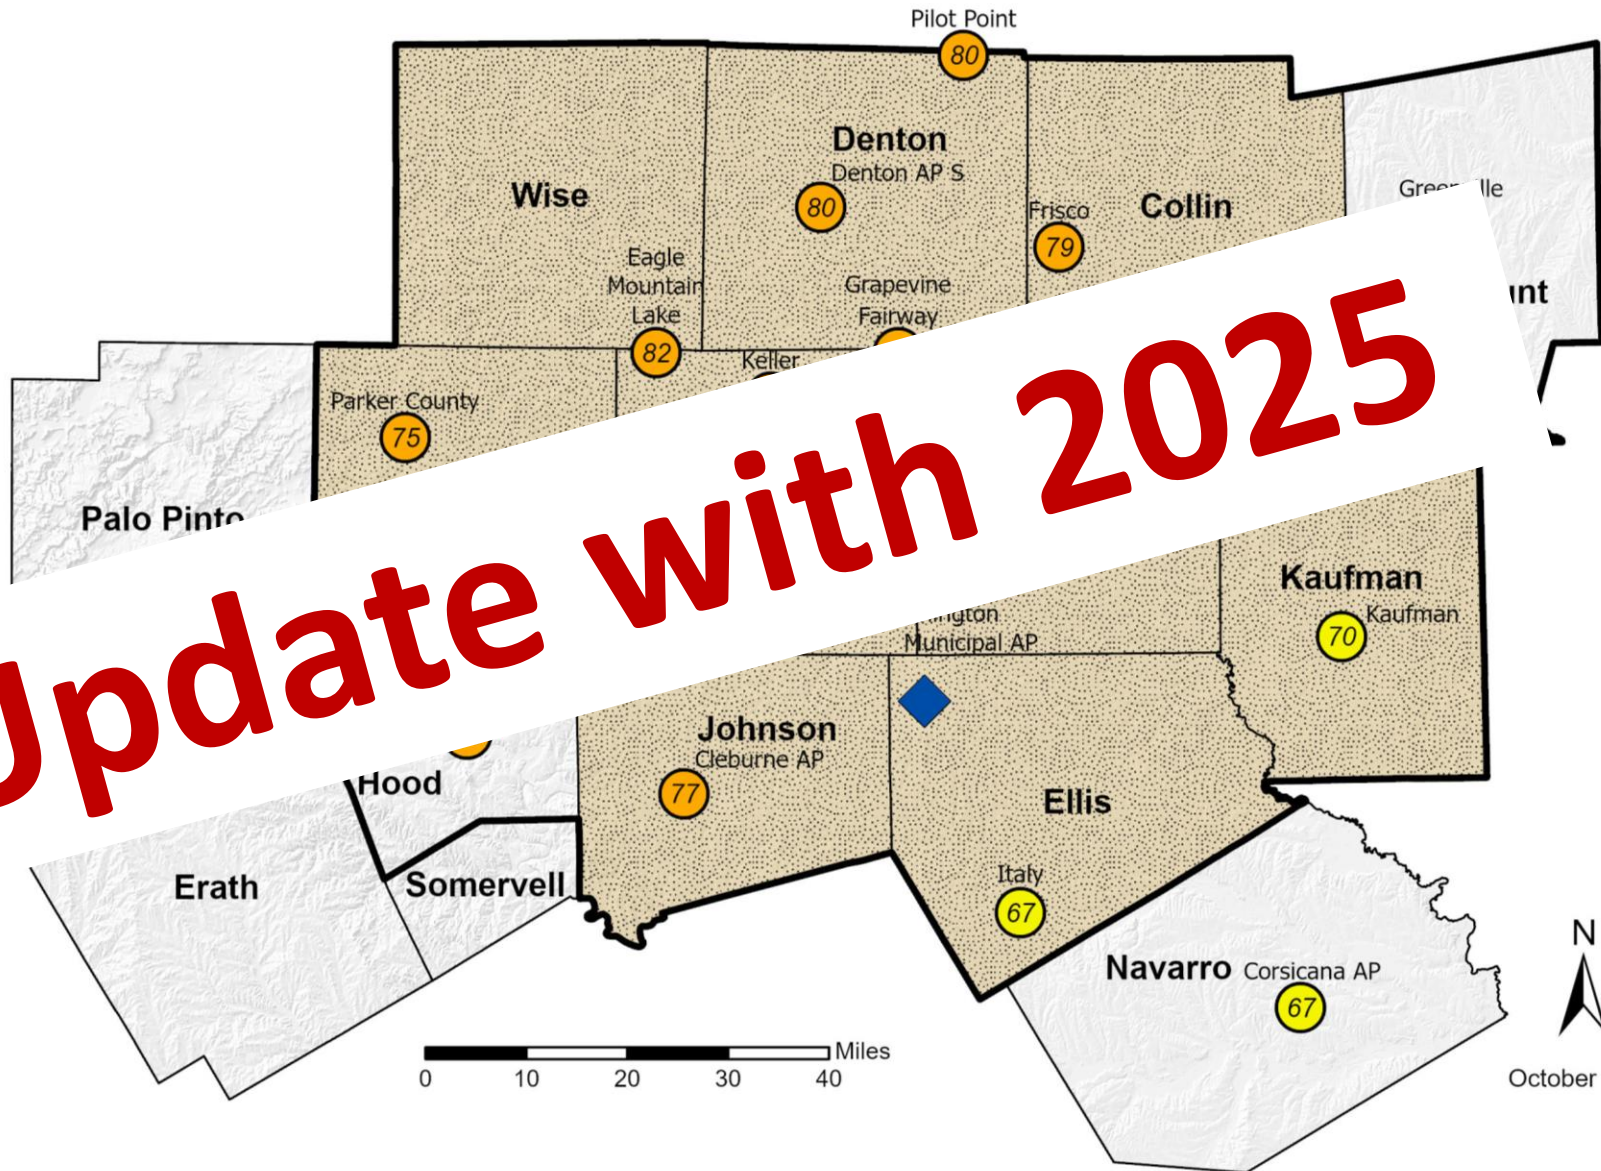 Pilot Point
80
Denton
Denton AP S
80
Wise
Collin
Frisco
79
Eagle
Mountain
Lake
82
Grapevine
Fairway
Keller
Parker County
75
Palo Pinto
Update with 2025
Kaufman
Kaufman
70
Municipal AP
Johnson
Cleburne AP
77
Hood
Ellis
Italy
67
Erath
Somervell
Navarro
Corsicana AP
67
N
Miles
0 10 20 30 40
October